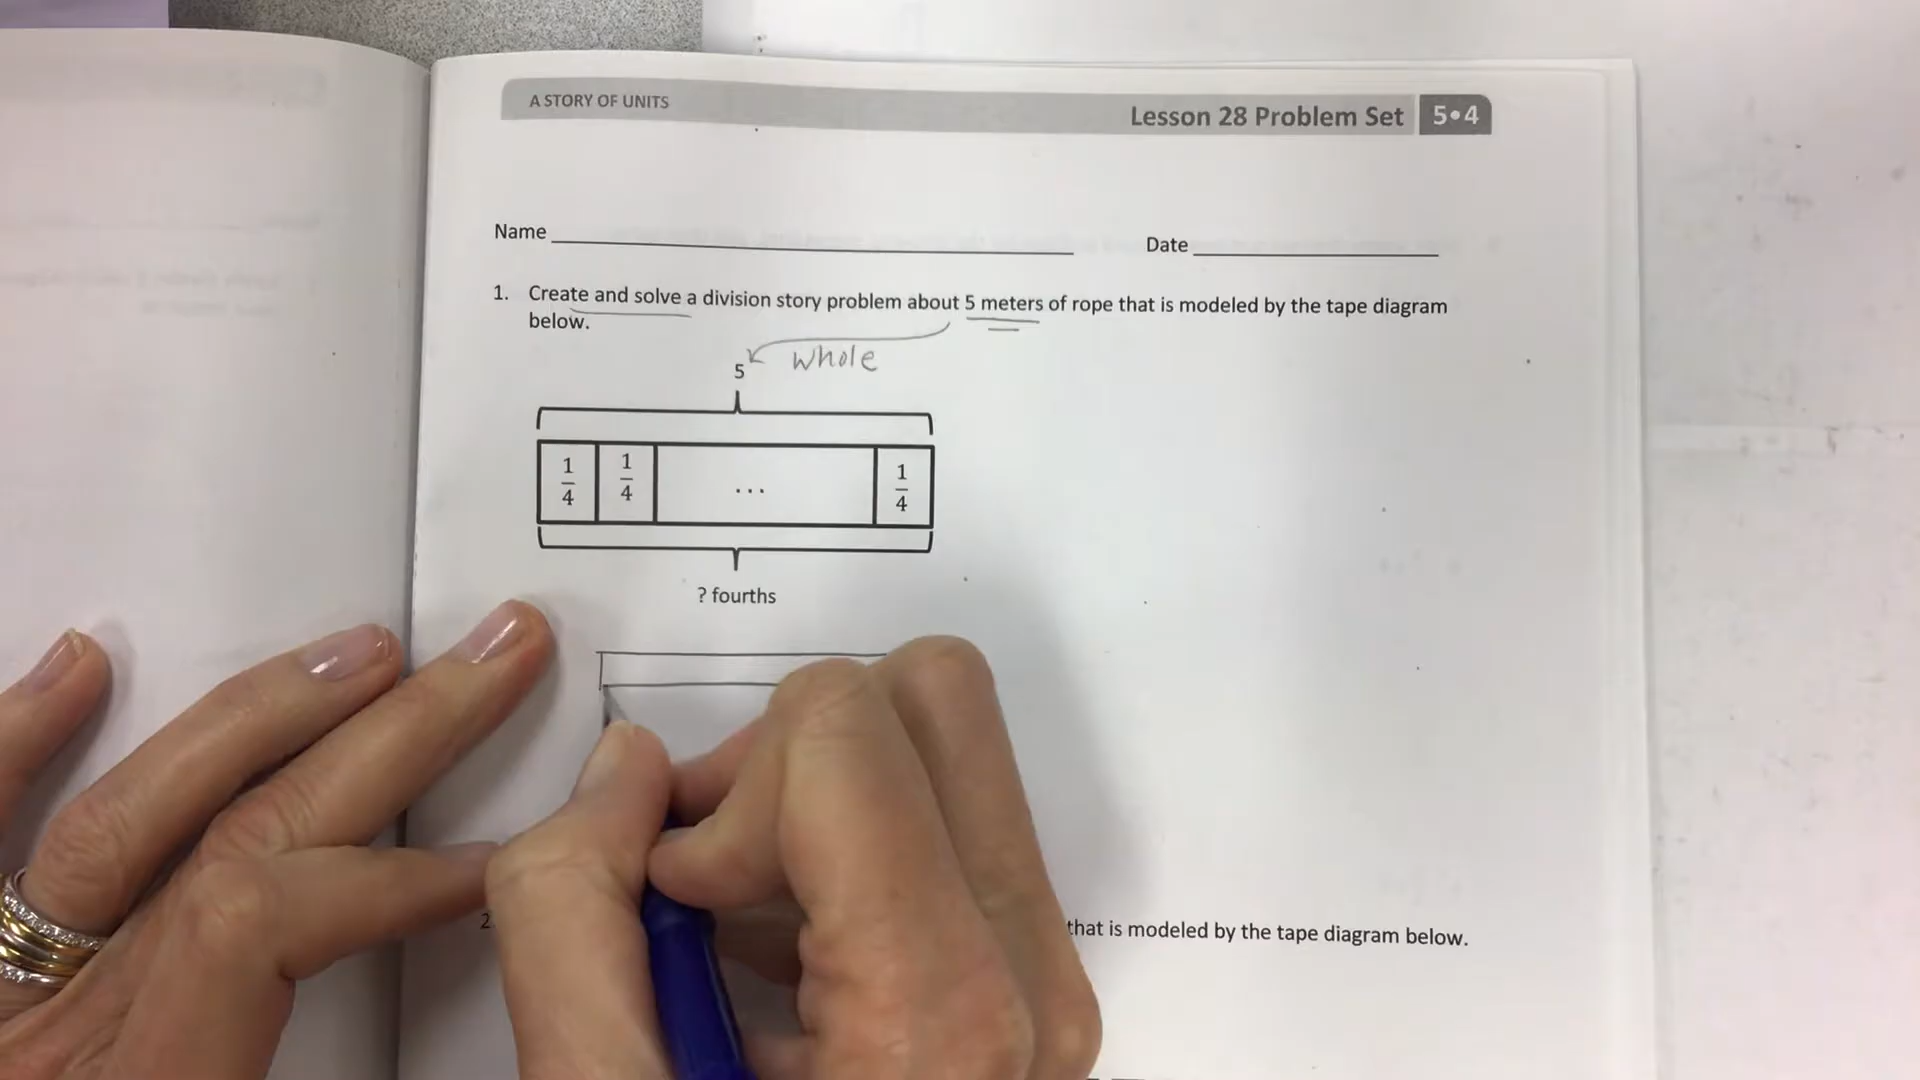 A STORY OF UNITS
Lesson 28 Problem Set 5•4
Name
Date
1. Create and solve a division story problem about 5 meters of rope that is modeled by the tape diagram
below.
5 whole
1/4 1/4 ... 1/4
? fourths
2
that is modeled by the tape diagram below.